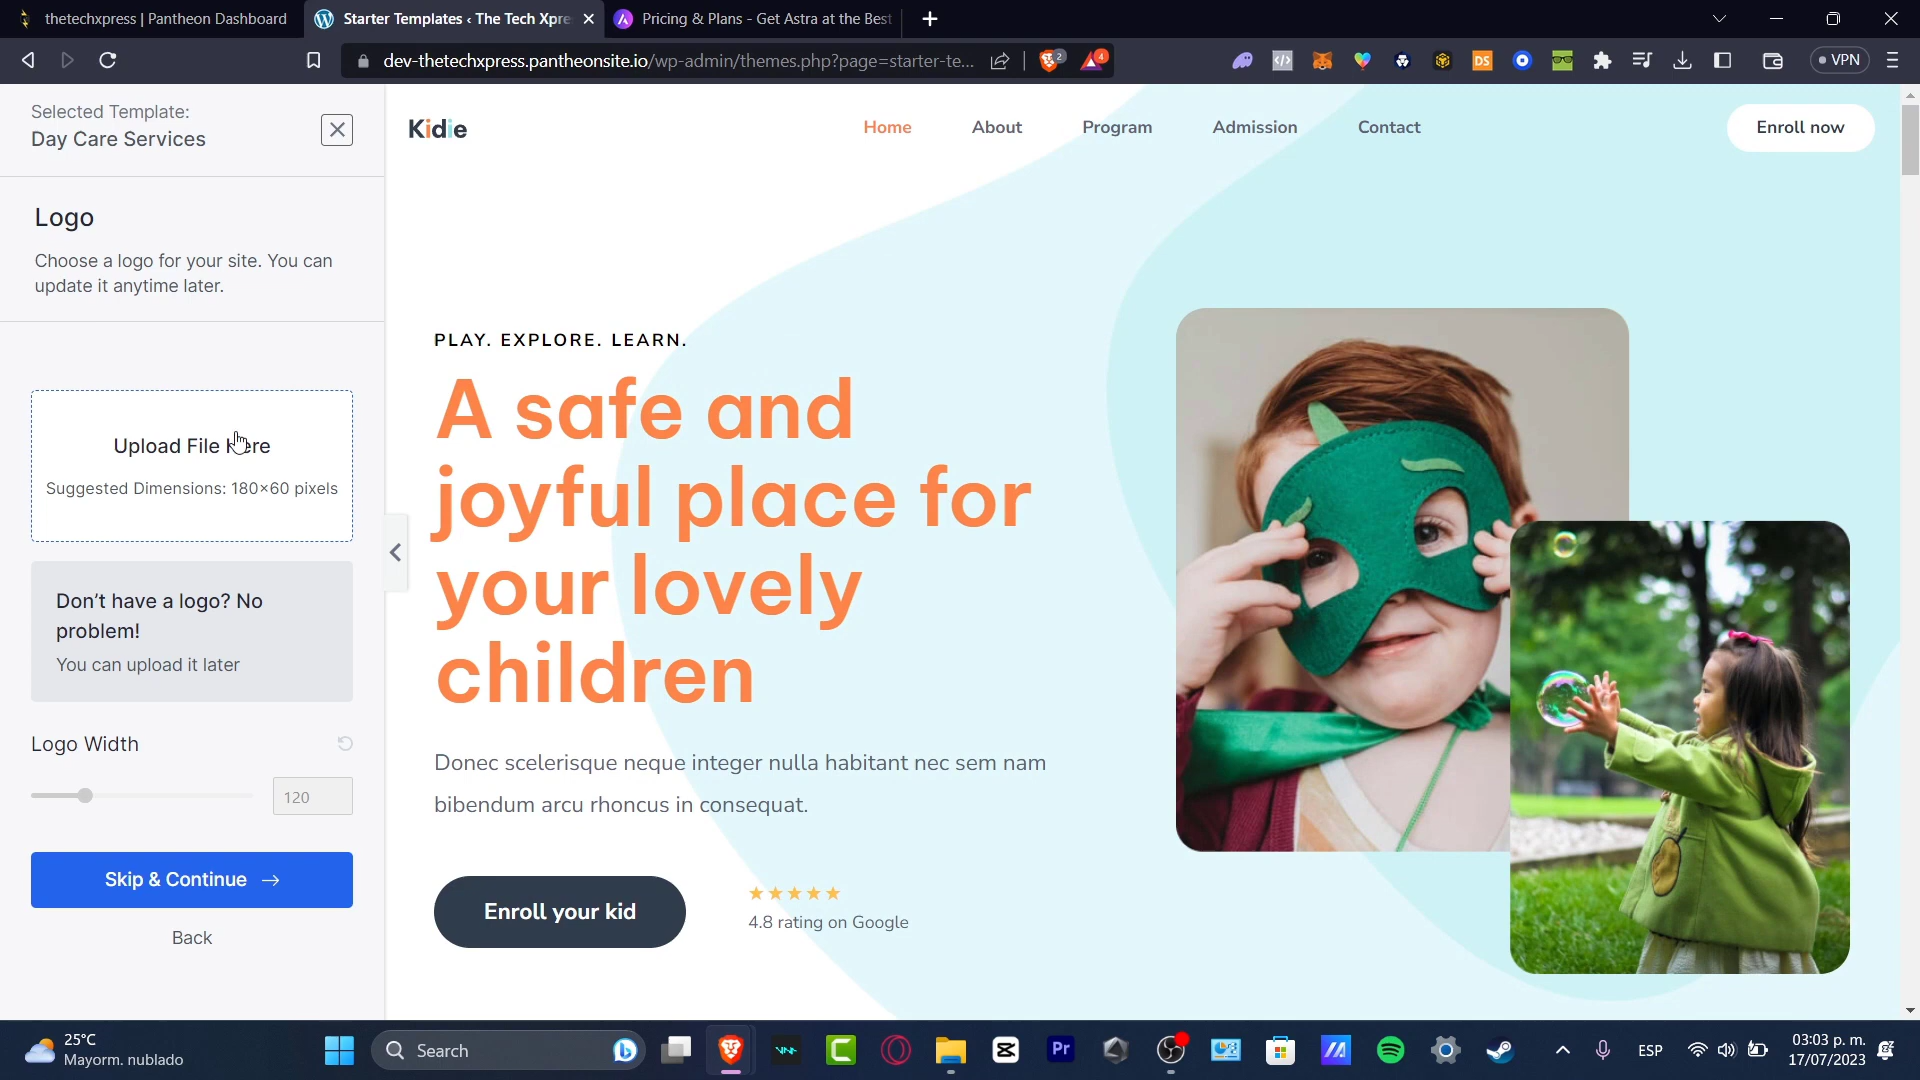 thetechxpress | Pantheon Dashboard
Starter Templates ‹ The Tech Xpre
Pricing & Plans - Get Astra at the Best
dev-thetechxpress.pantheonsite.io/wp-admin/themes.php?page=starter-te...
2
4
DS
VPN
Selected Template:
Day Care Services
Logo
Choose a logo for your site. You can
update it anytime later.
Upload File Here
Suggested Dimensions: 180×60 pixels
Don't have a logo? No
problem!
You can upload it later
Logo Width
120
Skip & Continue →
Back
Kidie
Home
About
Program
Admission
Contact
Enroll now
PLAY. EXPLORE. LEARN.
A safe and
joyful place for
your lovely
children
Donec scelerisque neque integer nulla habitant nec sem nam
bibendum arcu rhoncus in consequat.
Enroll your kid
★★★★★
4.8 rating on Google
25°C
Mayorm. nublado
Search
Pr
ESP
03:03 p. m.
17/07/2023